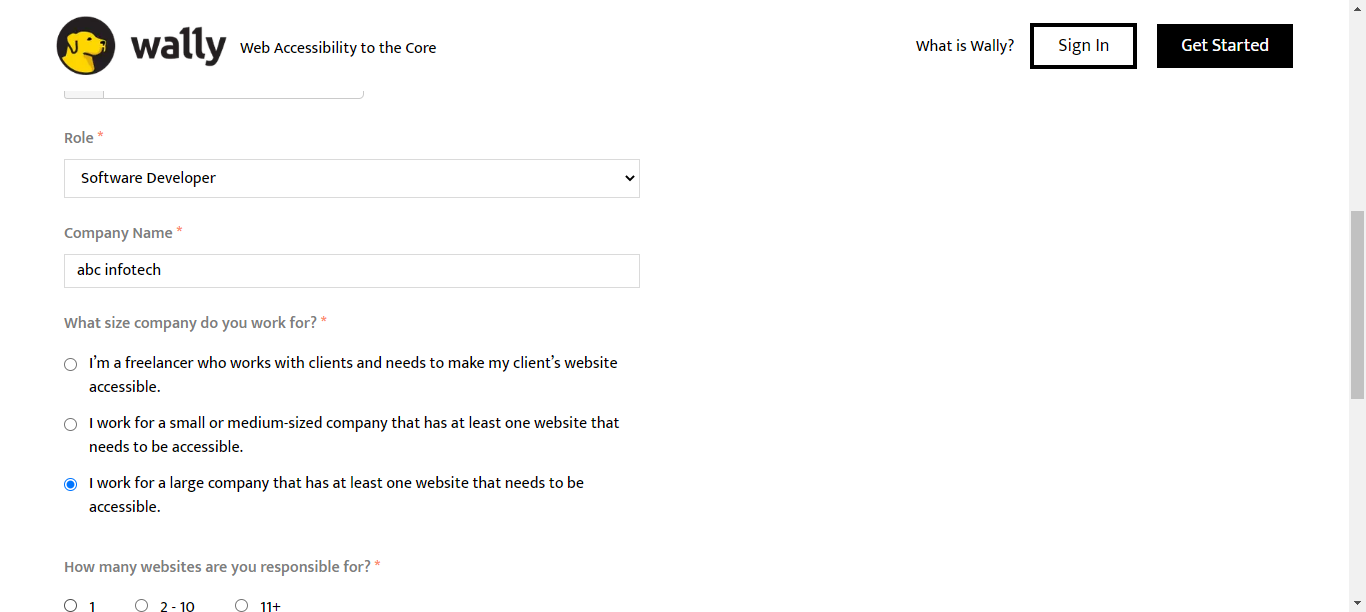 wally Web Accessibility to the Core What is Wally? Sign In Get Started
Role *
Software Developer
Company Name *
abc infotech
What size company do you work for? *
I’m a freelancer who works with clients and needs to make my client’s website
accessible.
I work for a small or medium-sized company that has at least one website that
needs to be accessible.
I work for a large company that has at least one website that needs to be
accessible.
How many websites are you responsible for? *
1 2 - 10 11+